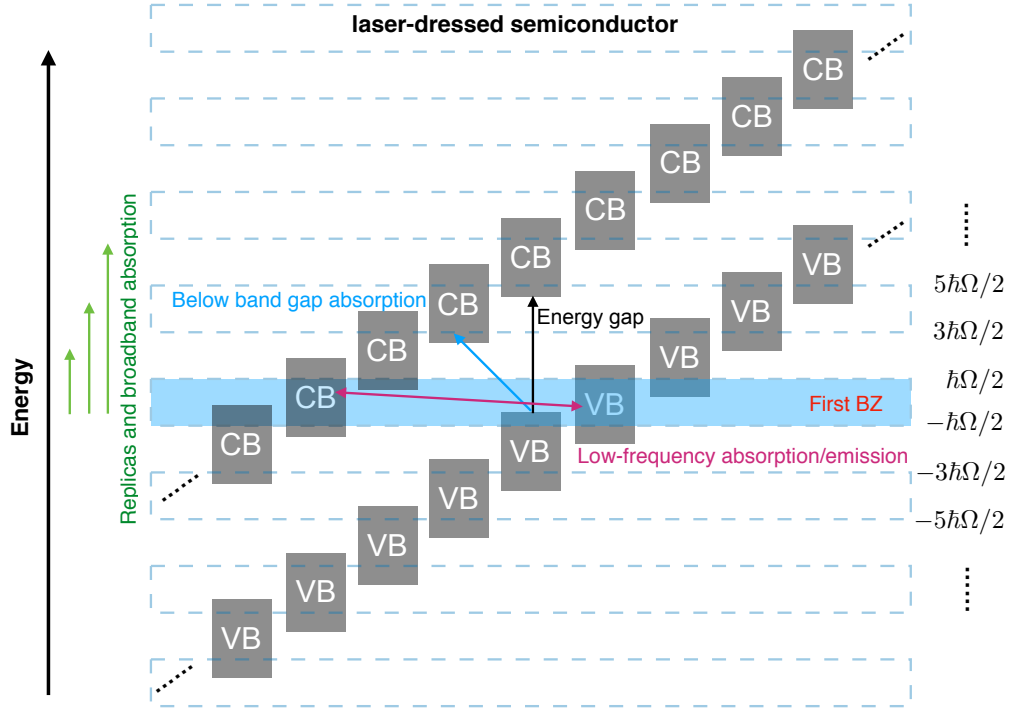 laser-dressed semiconductor
Energy
Replicas and broadband absorption
CB
CB
CB
CB
CB
CB
CB
CB
CB
VB
VB
VB
VB
VB
VB
VB
VB
VB
Below band gap absorption
Energy gap
First BZ
Low-frequency absorption/emission
5ℏΩ/2
3ℏΩ/2
ℏΩ/2
−ℏΩ/2
−3ℏΩ/2
−5ℏΩ/2